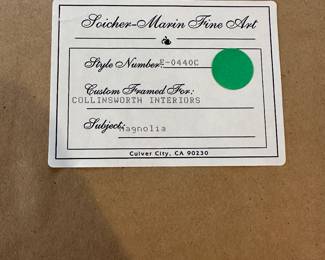 Soicher-Marin Fine Art
Style Number: E-0440C
Custom Framed For:
COLLINSWORTH INTERIORS
Subject: Magnolia
Culver City, CA 90230